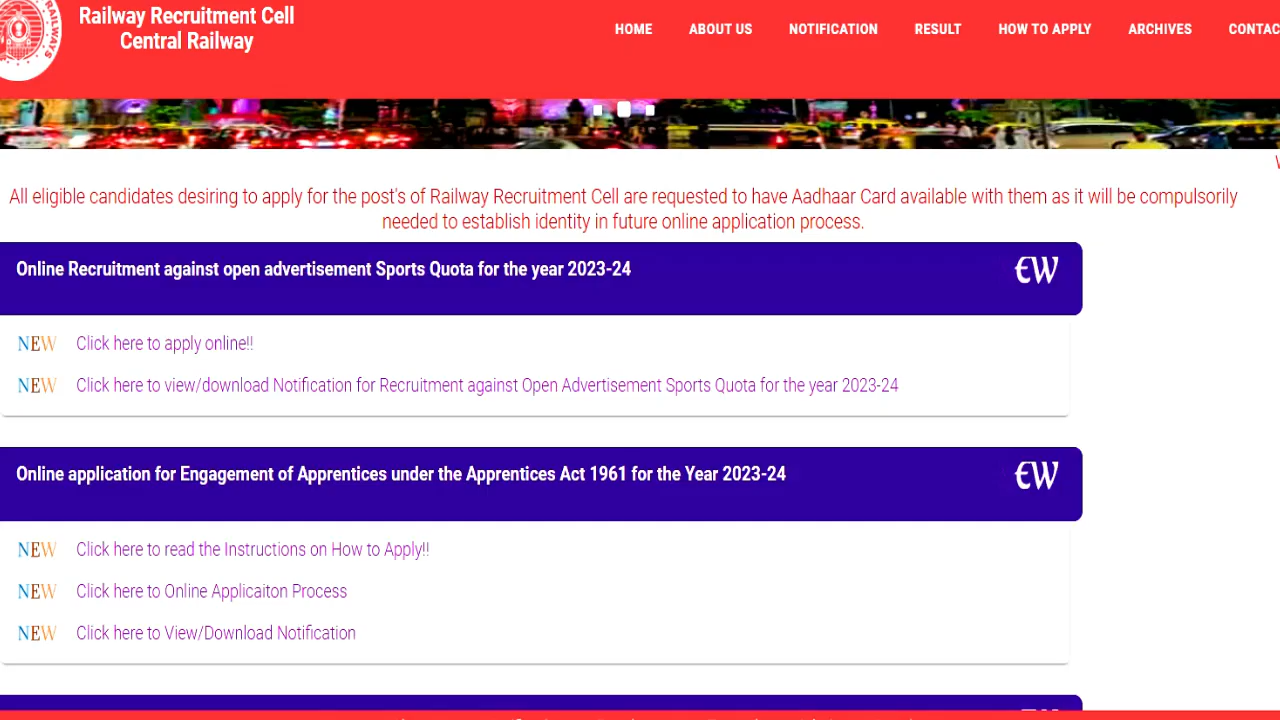 RAILWAYS
Railway Recruitment Cell
Central Railway
HOME ABOUT US NOTIFICATION RESULT HOW TO APPLY ARCHIVES CONTAC
All eligible candidates desiring to apply for the post's of Railway Recruitment Cell are requested to have Aadhaar Card available with them as it will be compulsorily
needed to establish identity in future online application process.
Online Recruitment against open advertisement Sports Quota for the year 2023-24
NEW Click here to apply online!!
NEW Click here to view/download Notification for Recruitment against Open Advertisement Sports Quota for the year 2023-24
Online application for Engagement of Apprentices under the Apprentices Act 1961 for the Year 2023-24
NEW Click here to read the Instructions on How to Apply!!
NEW Click here to Online Applicaiton Process
NEW Click here to View/Download Notification